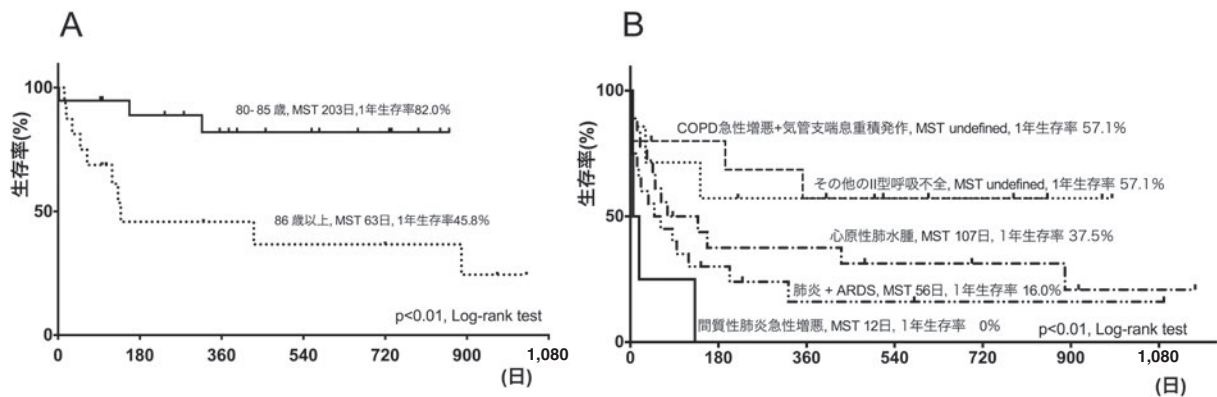 A
生存率(%)
100
50
0
80- 85 歳, MST 203日,1年生存率82.0%
86 歳以上, MST 63日, 1年生存率45.8%
p<0.01, Log-rank test
0 180 360 540 720 900 1,080
(日)
B
生存率(%)
100
50
0
COPD急性増悪+気管支喘息重積発作, MST undefined, 1年生存率 57.1%
その他のII型呼吸不全, MST undefined, 1年生存率 57.1%
心原性肺水腫, MST 107日, 1年生存率 37.5%
肺炎 + ARDS, MST 56日, 1年生存率 16.0%
間質性肺炎急性増悪, MST 12日, 1年生存率 0%
p<0.01, Log-rank test
0 180 360 540 720 900 1,080
(日)